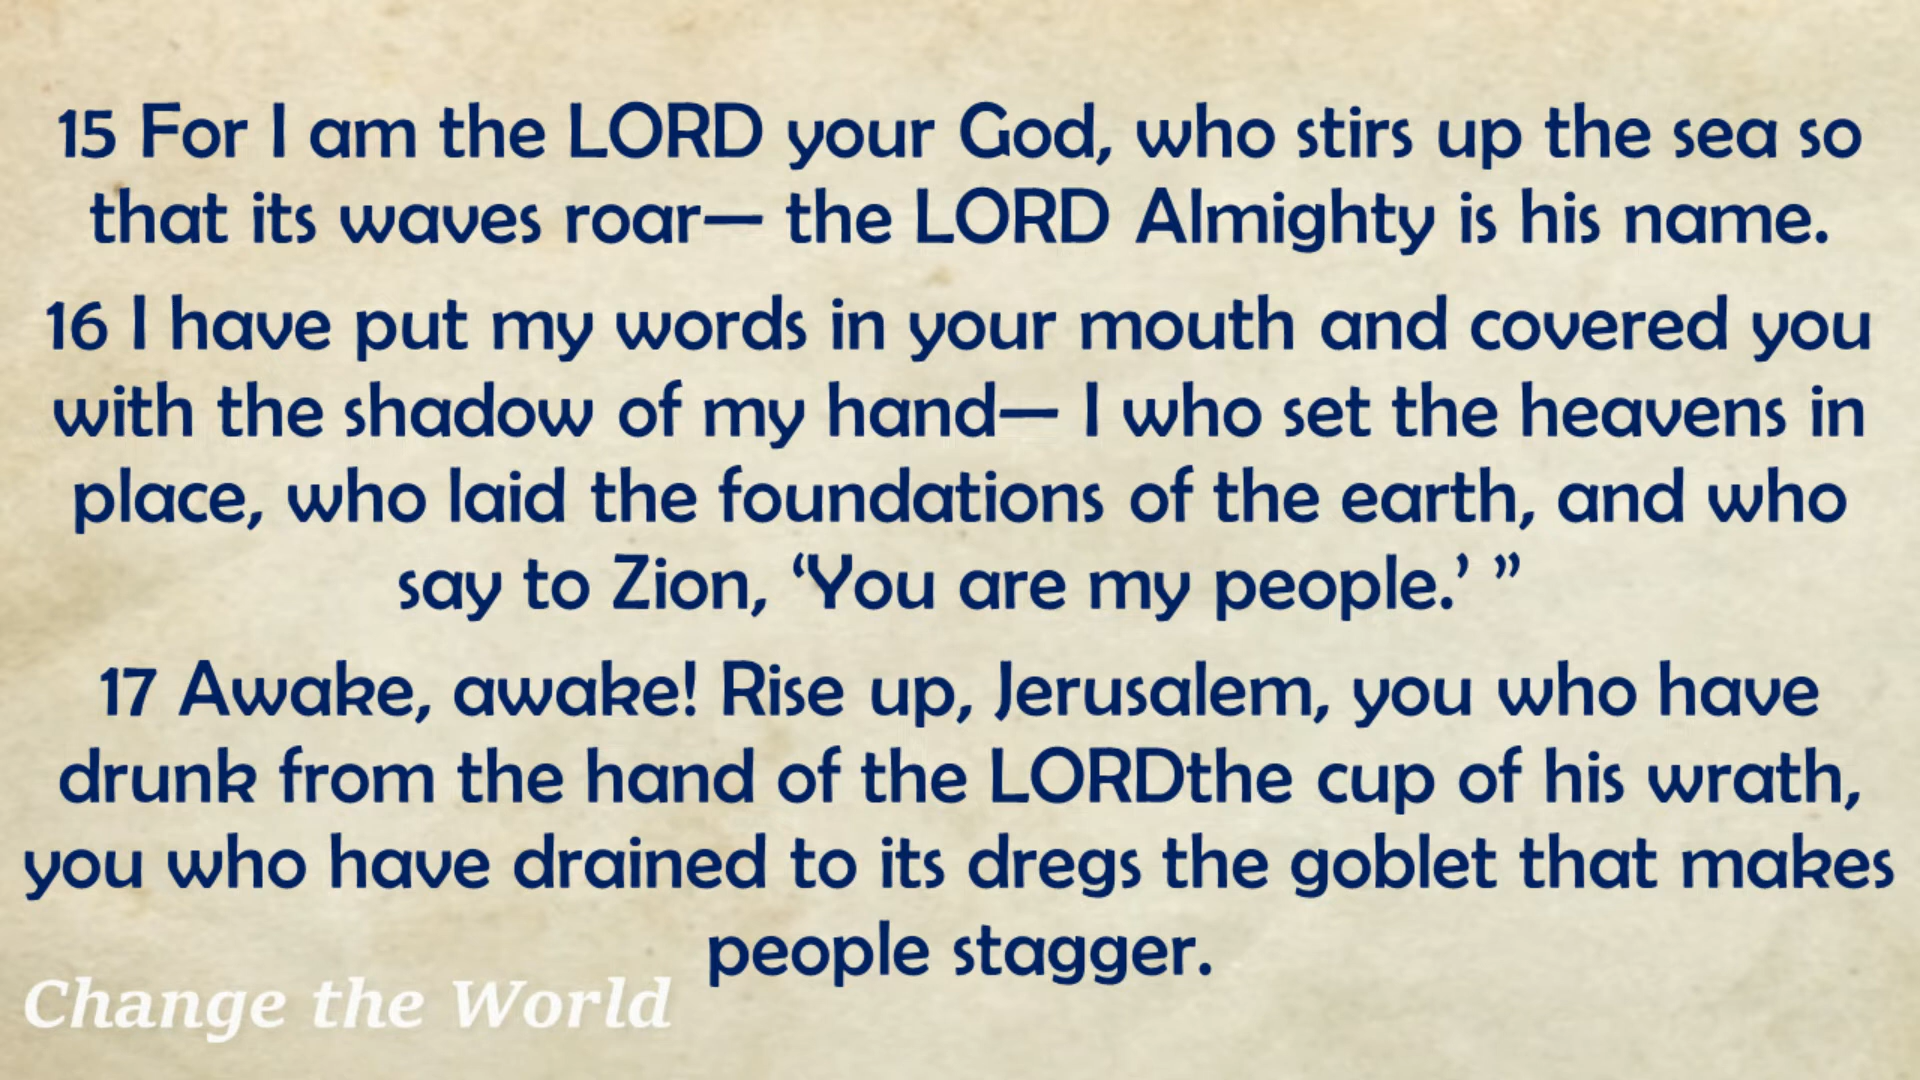 15 For I am the LORD your God, who stirs up the sea so
that its waves roar— the LORD Almighty is his name.
16 I have put my words in your mouth and covered you
with the shadow of my hand— I who set the heavens in
place, who laid the foundations of the earth, and who
say to Zion, ‘You are my people.’ ”
17 Awake, awake! Rise up, Jerusalem, you who have
drunk from the hand of the LORDthe cup of his wrath,
you who have drained to its dregs the goblet that makes
people stagger.
Change the World